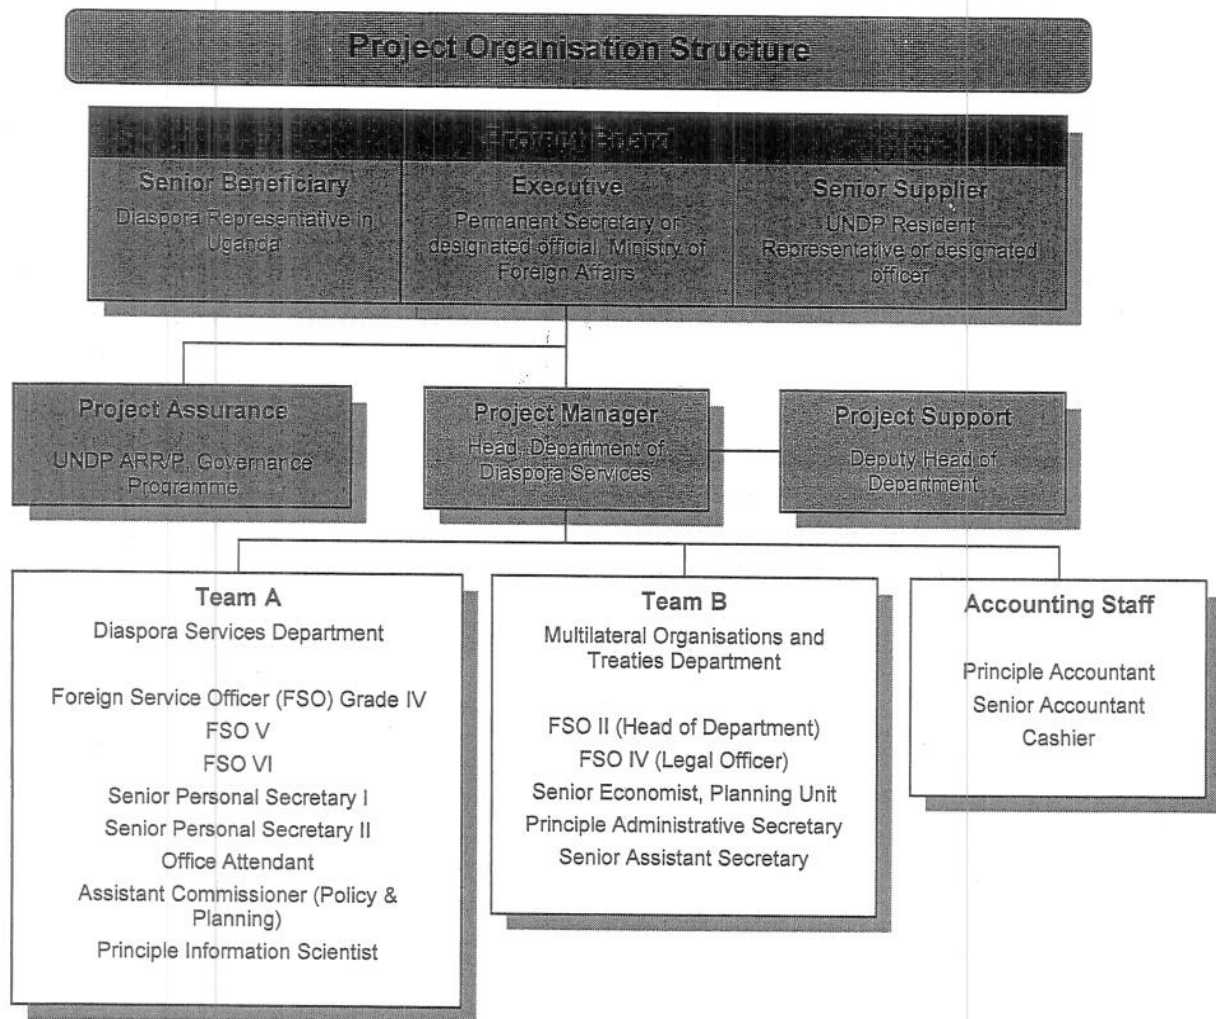 Project Organisation Structure
Project Board
Senior Beneficiary
Diaspora Representative in
Uganda
Executive
Permanent Secretary or
designated official, Ministry of
Foreign Affairs
Senior Supplier
UNDP Resident
Representative or designated
officer
Project Assurance
UNDP ARR/P, Governance
Programme
Project Manager
Head, Department of
Diaspora Services
Project Support
Deputy Head of
Department
Team A
Diaspora Services Department
Foreign Service Officer (FSO) Grade IV
FSO V
FSO VI
Senior Personal Secretary I
Senior Personal Secretary II
Office Attendant
Assistant Commissioner (Policy &
Planning)
Principle Information Scientist
Team B
Multilateral Organisations and
Treaties Department
FSO II (Head of Department)
FSO IV (Legal Officer)
Senior Economist, Planning Unit
Principle Administrative Secretary
Senior Assistant Secretary
Accounting Staff
Principle Accountant
Senior Accountant
Cashier